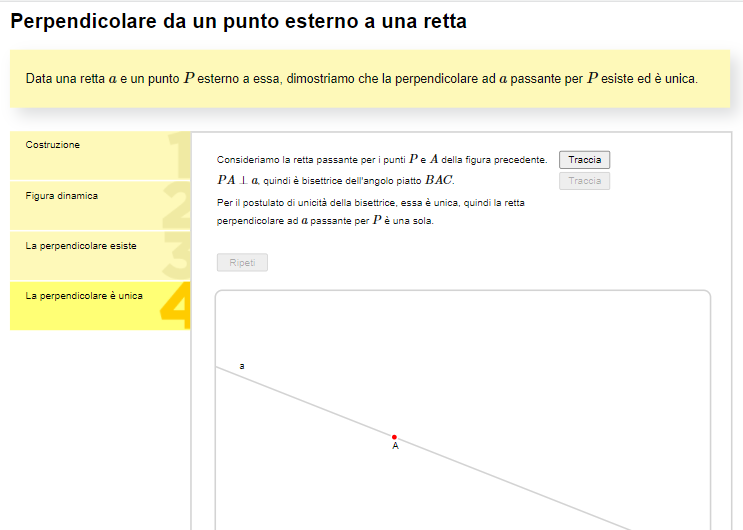 Perpendicolare da un punto esterno a una retta
Data una retta a e un punto P esterno a essa, dimostriamo che la perpendicolare ad a passante per P esiste ed è unica.
Costruzione 1
Figura dinamica 2
La perpendicolare esiste 3
La perpendicolare è unica 4
Consideriamo la retta passante per i punti P e A della figura precedente. Traccia
PA ⊥ a, quindi è bisettrice dell'angolo piatto BAC. Traccia
Per il postulato di unicità della bisettrice, essa è unica, quindi la retta
perpendicolare ad a passante per P è una sola.
Ripeti
a
A